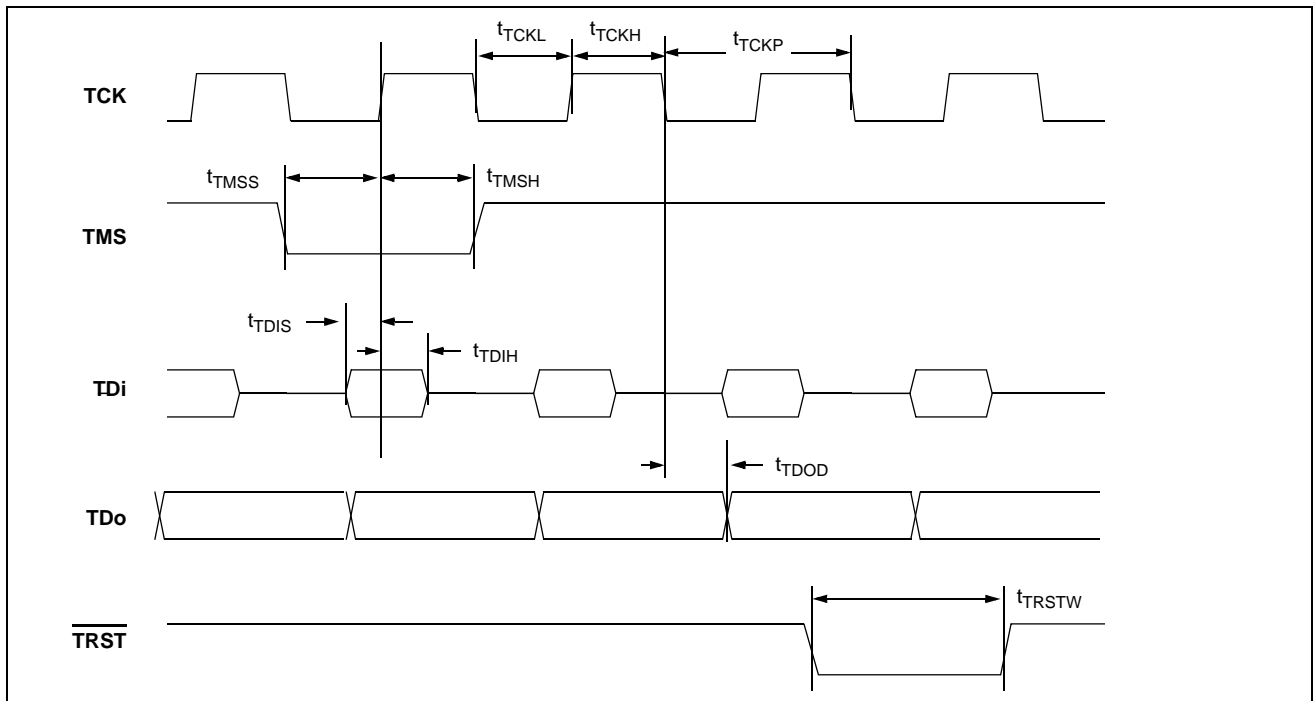 tTCKL tTCKH tTCKP
TCK
tTMSS tTMSH
TMS
tTDIS
tTDIH
TDi
tTDOD
TDo
tTRSTW
TRST